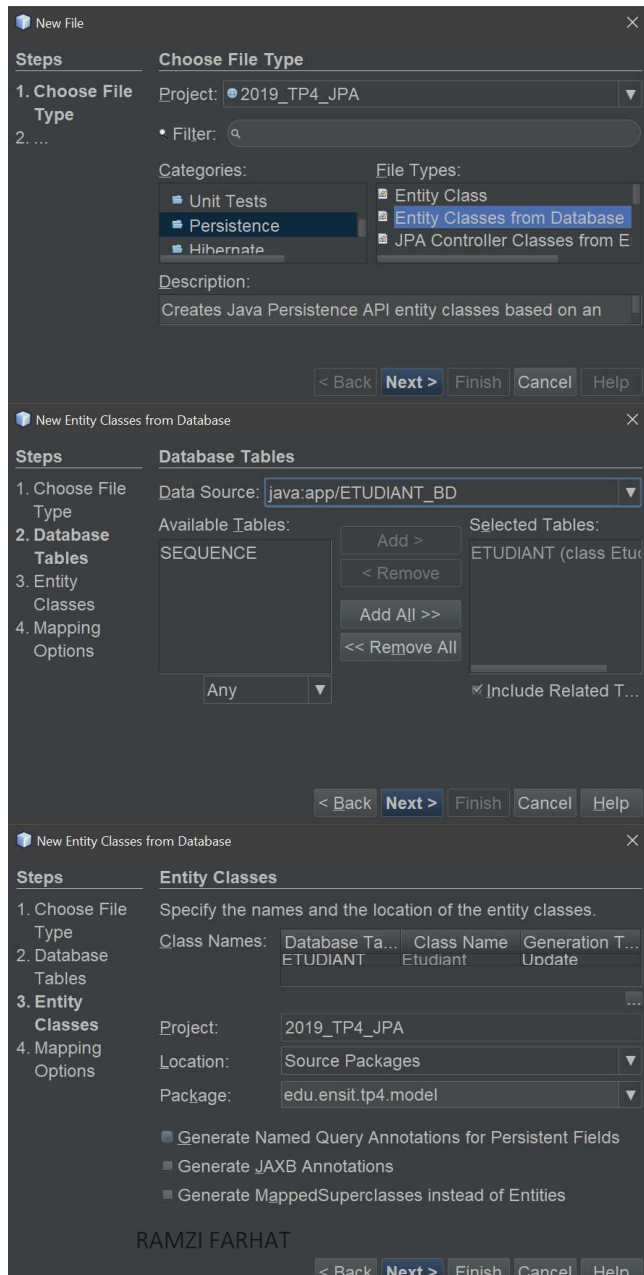 New File
Steps
Choose File Type
1. Choose File
Type
2. ...
Project: 2019_TP4_JPA
Filter:
Categories:
File Types:
Unit Tests
Persistence
Hibernate
Entity Class
Entity Classes from Database
JPA Controller Classes from E
Description:
Creates Java Persistence API entity classes based on an
< Back Next > Finish Cancel Help
New Entity Classes from Database
Steps
Database Tables
1. Choose File
Type
2. Database
Tables
3. Entity
Classes
4. Mapping
Options
Data Source: java:app/ETUDIANT_BD
Available Tables:
Selected Tables:
SEQUENCE
Add >
< Remove
Add All >>
<< Remove All
ETUDIANT (class Etud
Any
Include Related T...
< Back Next > Finish Cancel Help
New Entity Classes from Database
Steps
Entity Classes
1. Choose File
Type
2. Database
Tables
3. Entity
Classes
4. Mapping
Options
Specify the names and the location of the entity classes.
Class Names:
Database Ta... Class Name Generation T...
ETUDIANT Etudiant Update
...
Project: 2019_TP4_JPA
Location: Source Packages
Package: edu.ensit.tp4.model
Generate Named Query Annotations for Persistent Fields
Generate JAXB Annotations
Generate MappedSuperclasses instead of Entities
RAMZI FARHAT
< Back Next > Finish Cancel Help